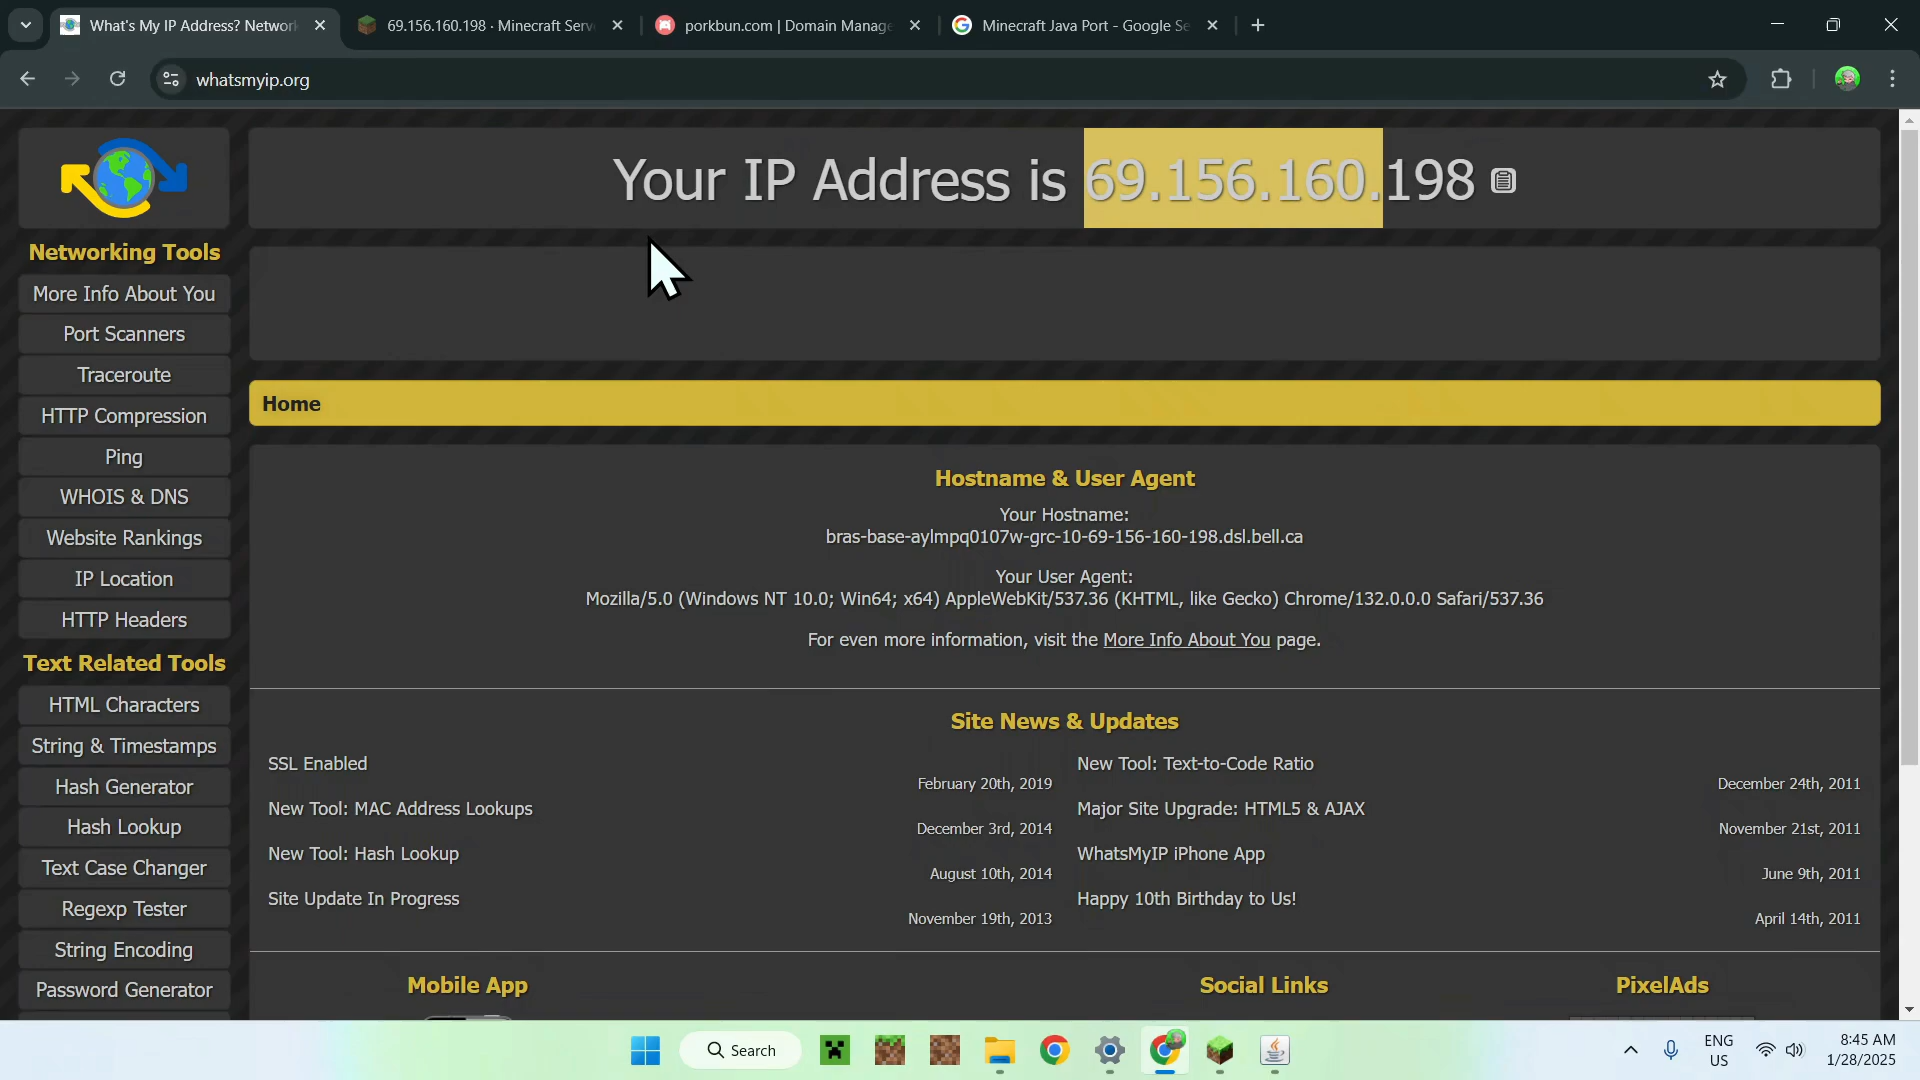 What's My IP Address? Network
69.156.160.198 · Minecraft Serv
porkbun.com | Domain Manage
Minecraft Java Port - Google Se
whatsmyip.org
Your IP Address is 69.156.160.198
Networking Tools
More Info About You
Port Scanners
Traceroute
HTTP Compression
Ping
WHOIS & DNS
Website Rankings
IP Location
HTTP Headers
Text Related Tools
HTML Characters
String & Timestamps
Hash Generator
Hash Lookup
Text Case Changer
Regexp Tester
String Encoding
Password Generator
Home
Hostname & User Agent
Your Hostname:
bras-base-aylmpq0107w-grc-10-69-156-160-198.dsl.bell.ca
Your User Agent:
Mozilla/5.0 (Windows NT 10.0; Win64; x64) AppleWebKit/537.36 (KHTML, like Gecko) Chrome/132.0.0.0 Safari/537.36
For even more information, visit the More Info About You page.
Site News & Updates
SSL Enabled
February 20th, 2019
New Tool: MAC Address Lookups
December 3rd, 2014
New Tool: Hash Lookup
August 10th, 2014
Site Update In Progress
November 19th, 2013
New Tool: Text-to-Code Ratio
December 24th, 2011
Major Site Upgrade: HTML5 & AJAX
November 21st, 2011
WhatsMyIP iPhone App
June 9th, 2011
Happy 10th Birthday to Us!
April 14th, 2011
Mobile App
Social Links
PixelAds
Search
ENG
US
8:45 AM
1/28/2025